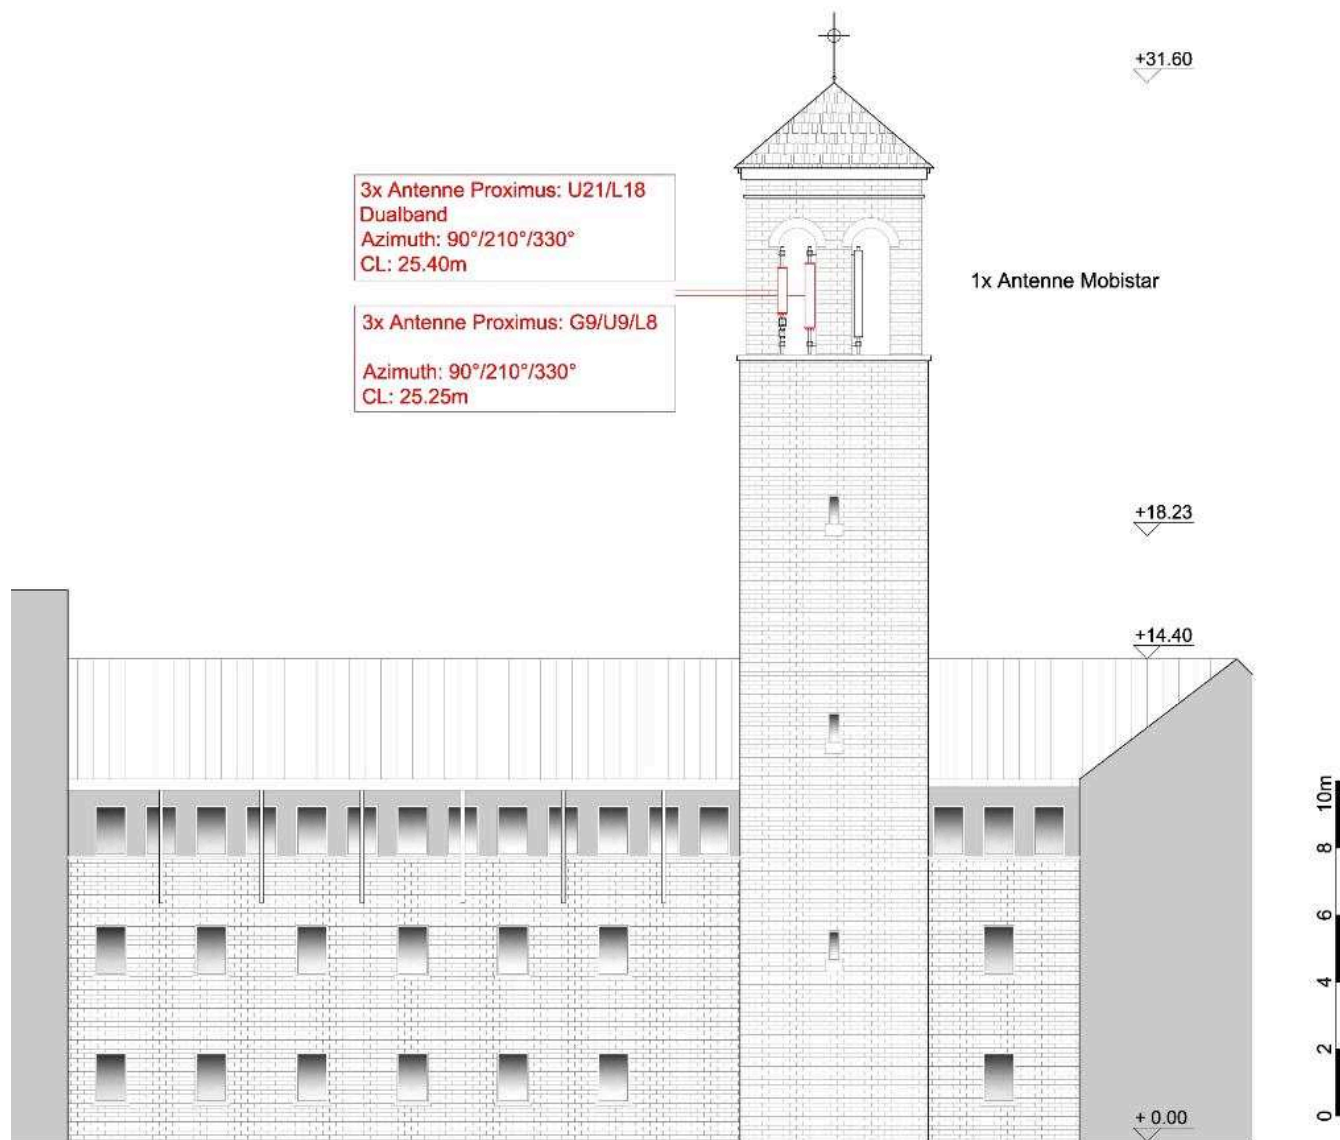 +31.60
3x Antenne Proximus: U21/L18
Dualband
Azimuth: 90°/210°/330°
CL: 25.40m
1x Antenne Mobistar
3x Antenne Proximus: G9/U9/L8
Azimuth: 90°/210°/330°
CL: 25.25m
+18.23
+14.40
10m
8
6
4
2
0
+ 0.00